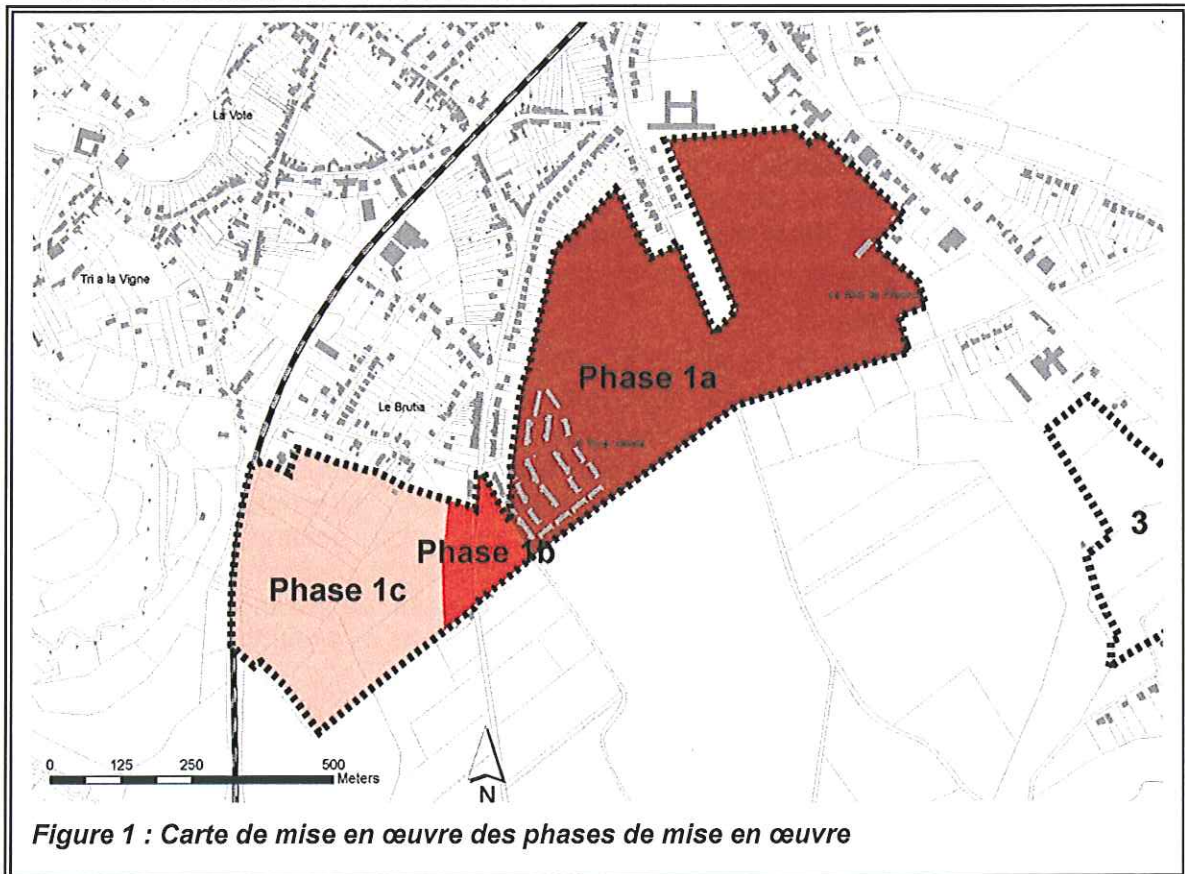 La Vote
Tri a la Vigne
Le Brutia
Phase 1a
Phase 1b
Phase 1c
3
0 125 250 500
Meters
N
Figure 1 : Carte de mise en œuvre des phases de mise en œuvre